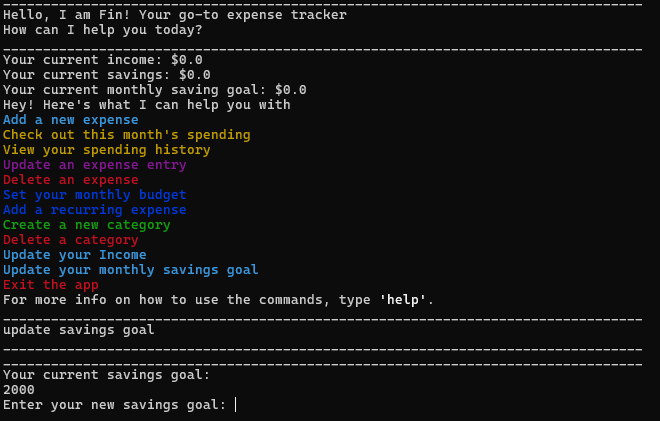 ________________________________________________________________________________
Hello, I am Fin! Your go-to expense tracker
How can I help you today?
________________________________________________________________________________
Your current income: $0.0
Your current savings: $0.0
Your current monthly saving goal: $0.0
Hey! Here's what I can help you with
Add a new expense
Check out this month's spending
View your spending history
Update an expense entry
Delete an expense
Set your monthly budget
Add a recurring expense
Create a new category
Delete a category
Update your Income
Update your monthly savings goal
Exit the app
For more info on how to use the commands, type 'help'.
________________________________________________________________________________
update savings goal
________________________________________________________________________________
________________________________________________________________________________
Your current savings goal:
2000
Enter your new savings goal: